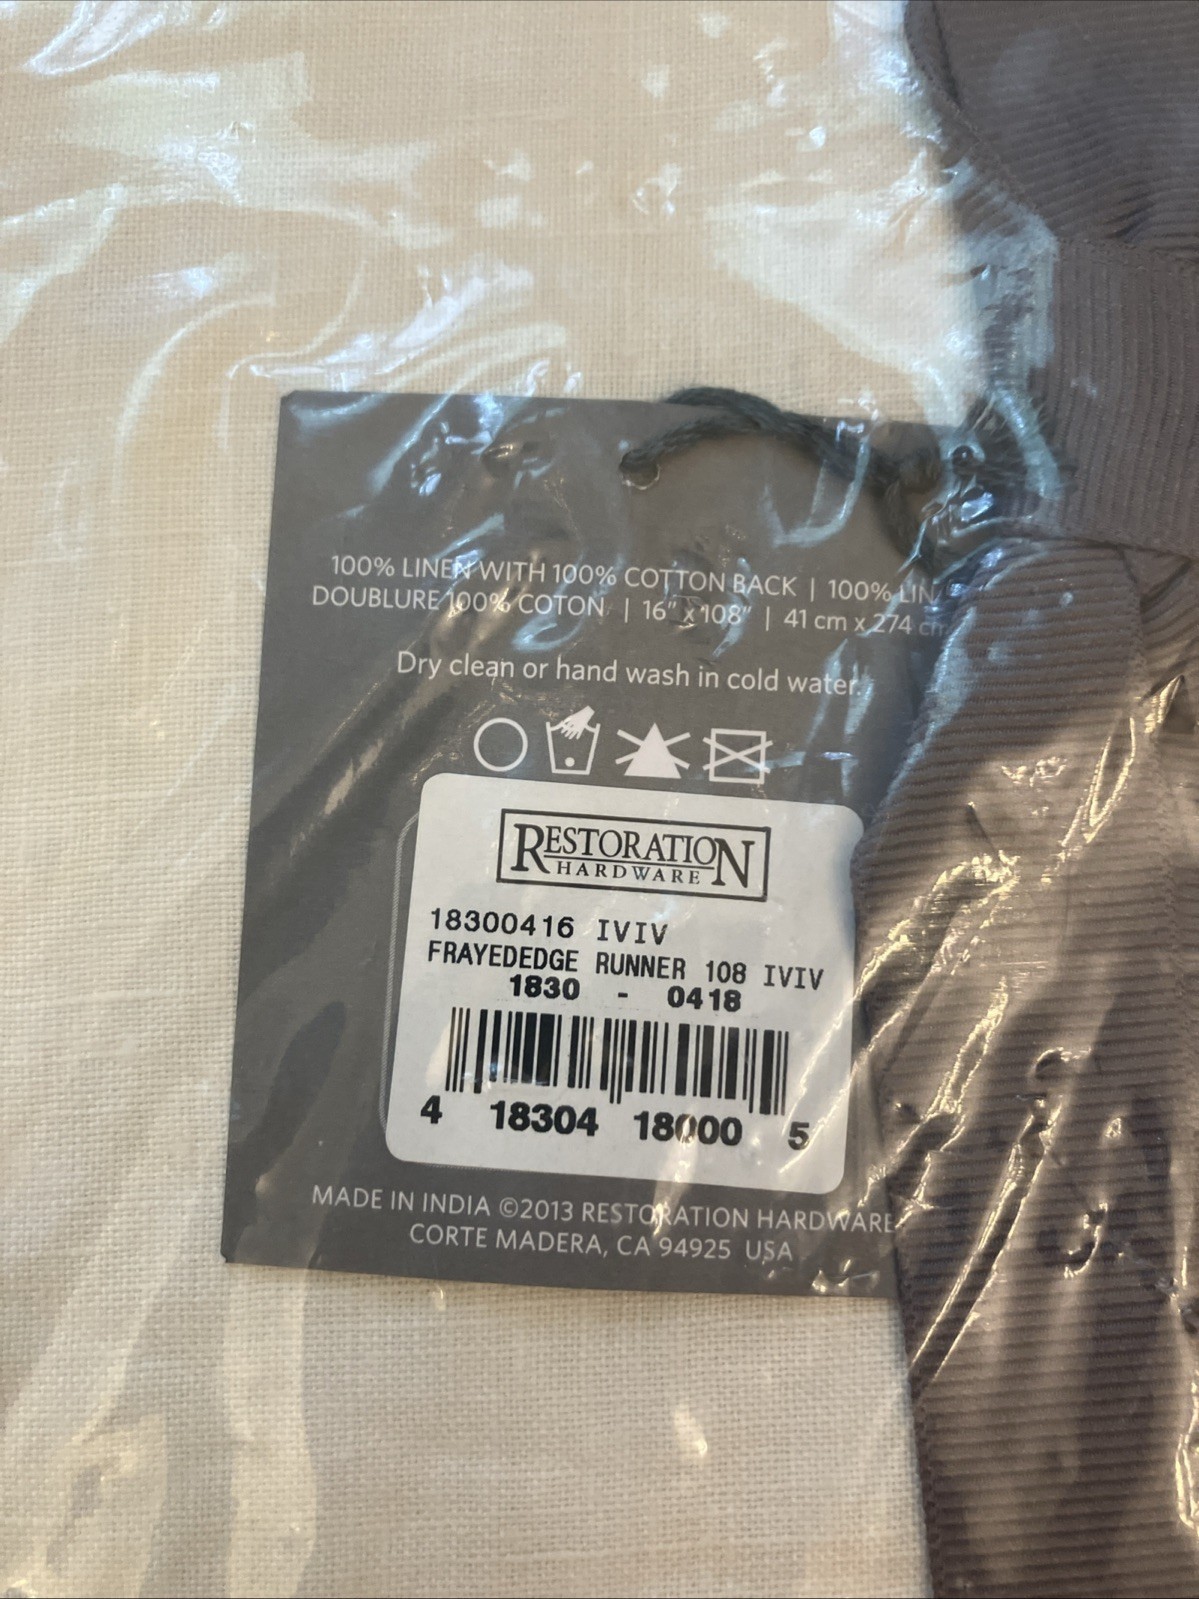 100% LINEN WITH 100% COTTON BACK | 100% LIN
DOUBLURE 100% COTON | 16" x 108" | 41 cm x 274 cm
Dry clean or hand wash in cold water.
RESTORATION
HARDWARE
18300416 IVIV
FRAYEDEDGE RUNNER 108 IVIV
1830 - 0418
4 18304 18000 5
MADE IN INDIA ©2013 RESTORATION HARDWARE
CORTE MADERA, CA 94925 USA